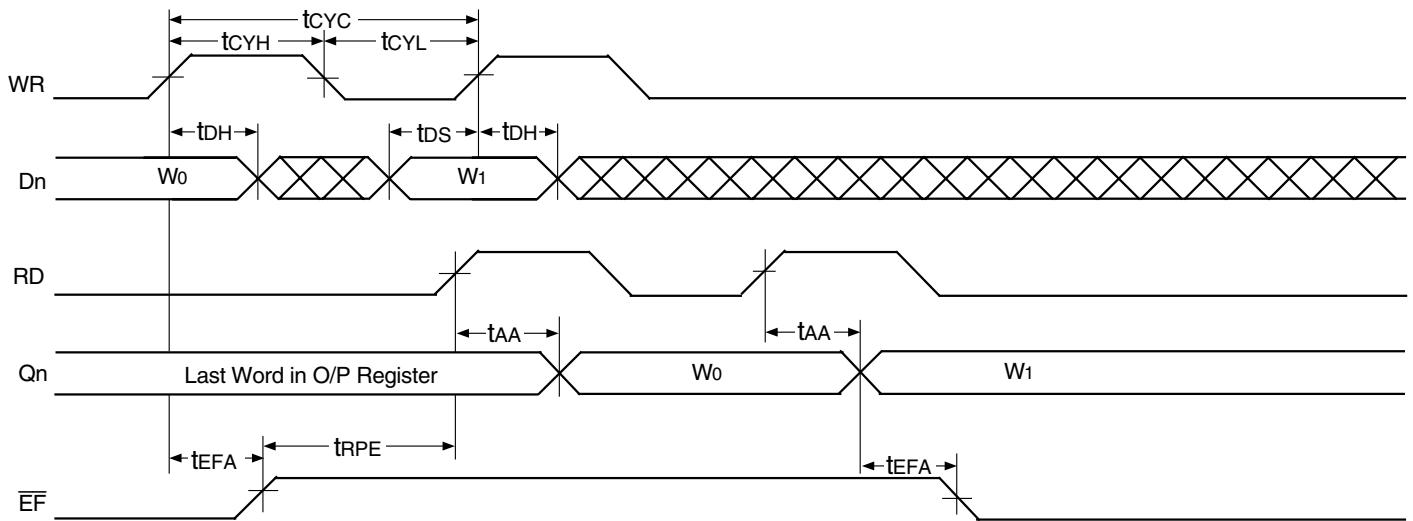 tCYC
tCYH tCYL
WR
tDH tDS tDH
Dn W0 W1
RD
tAA tAA
Qn Last Word in O/P Register W0 W1
tEFA tRPE tEFA
EF